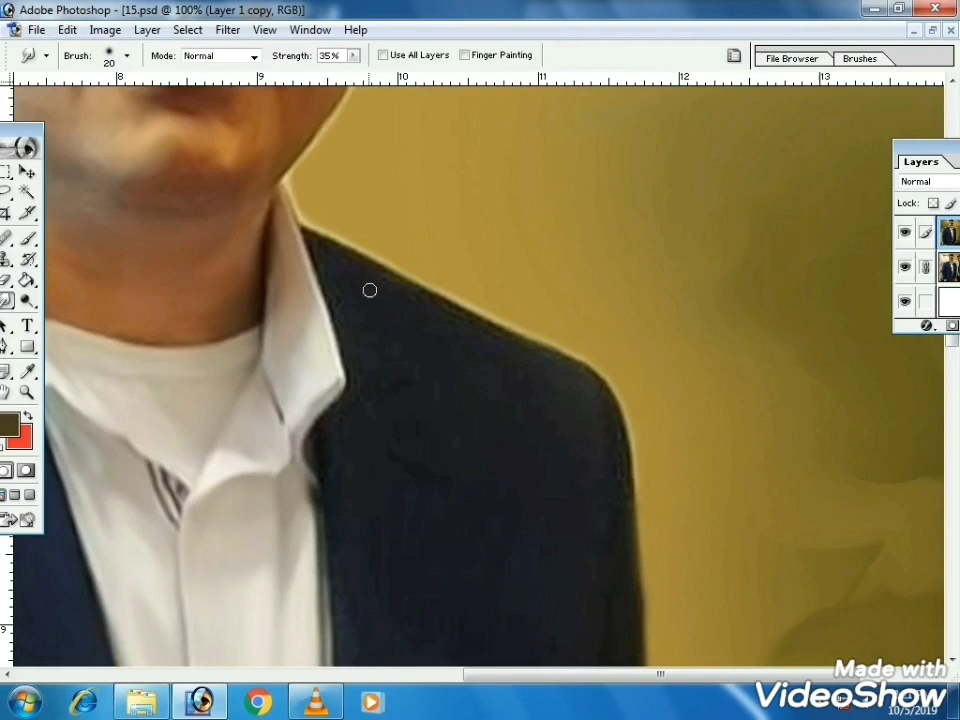 Adobe Photoshop - [15.psd @ 100% (Layer 1 copy, RGB)]
File Edit Image Layer Select Filter View Window Help
Brush: 20 Mode: Normal Strength: 35% Use All Layers Finger Painting File Browser Brushes
8 9 10 11 12 13
Layers
Normal
Lock:
T
9
Made with
VideoShow
10/5/2019